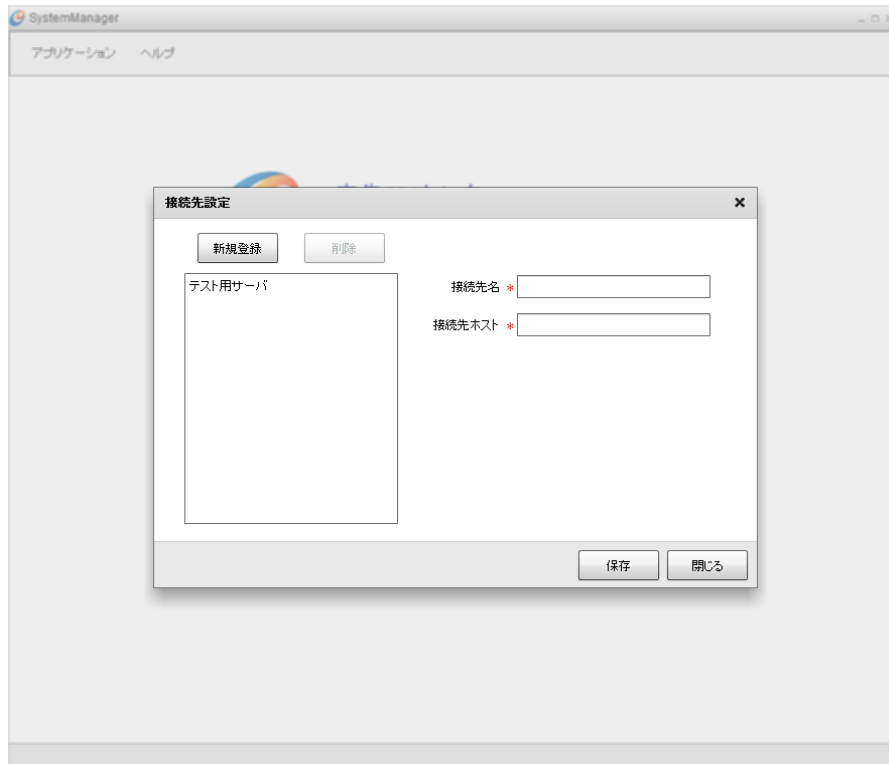 SystemManager
アプリケーション ヘルプ
接続先設定
新規登録 削除
テスト用サーバ
接続先名 *
接続先ホスト *
保存 閉じる